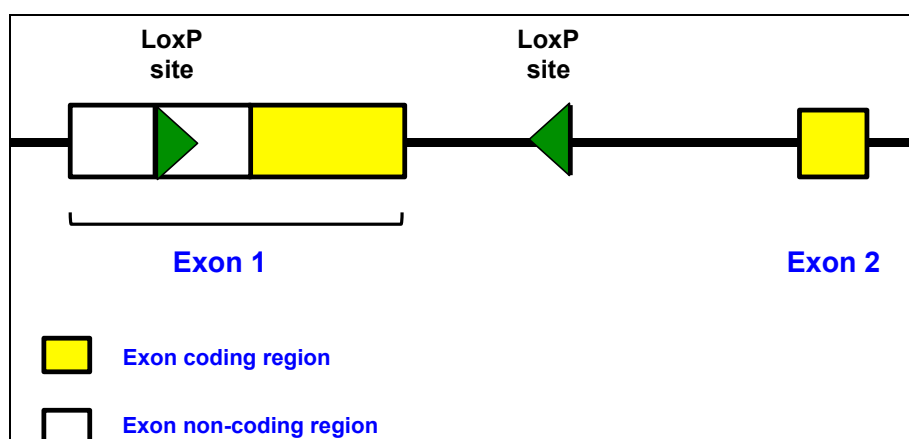 LoxP
site
LoxP
site
Exon 1
Exon 2
Exon coding region
Exon non-coding region